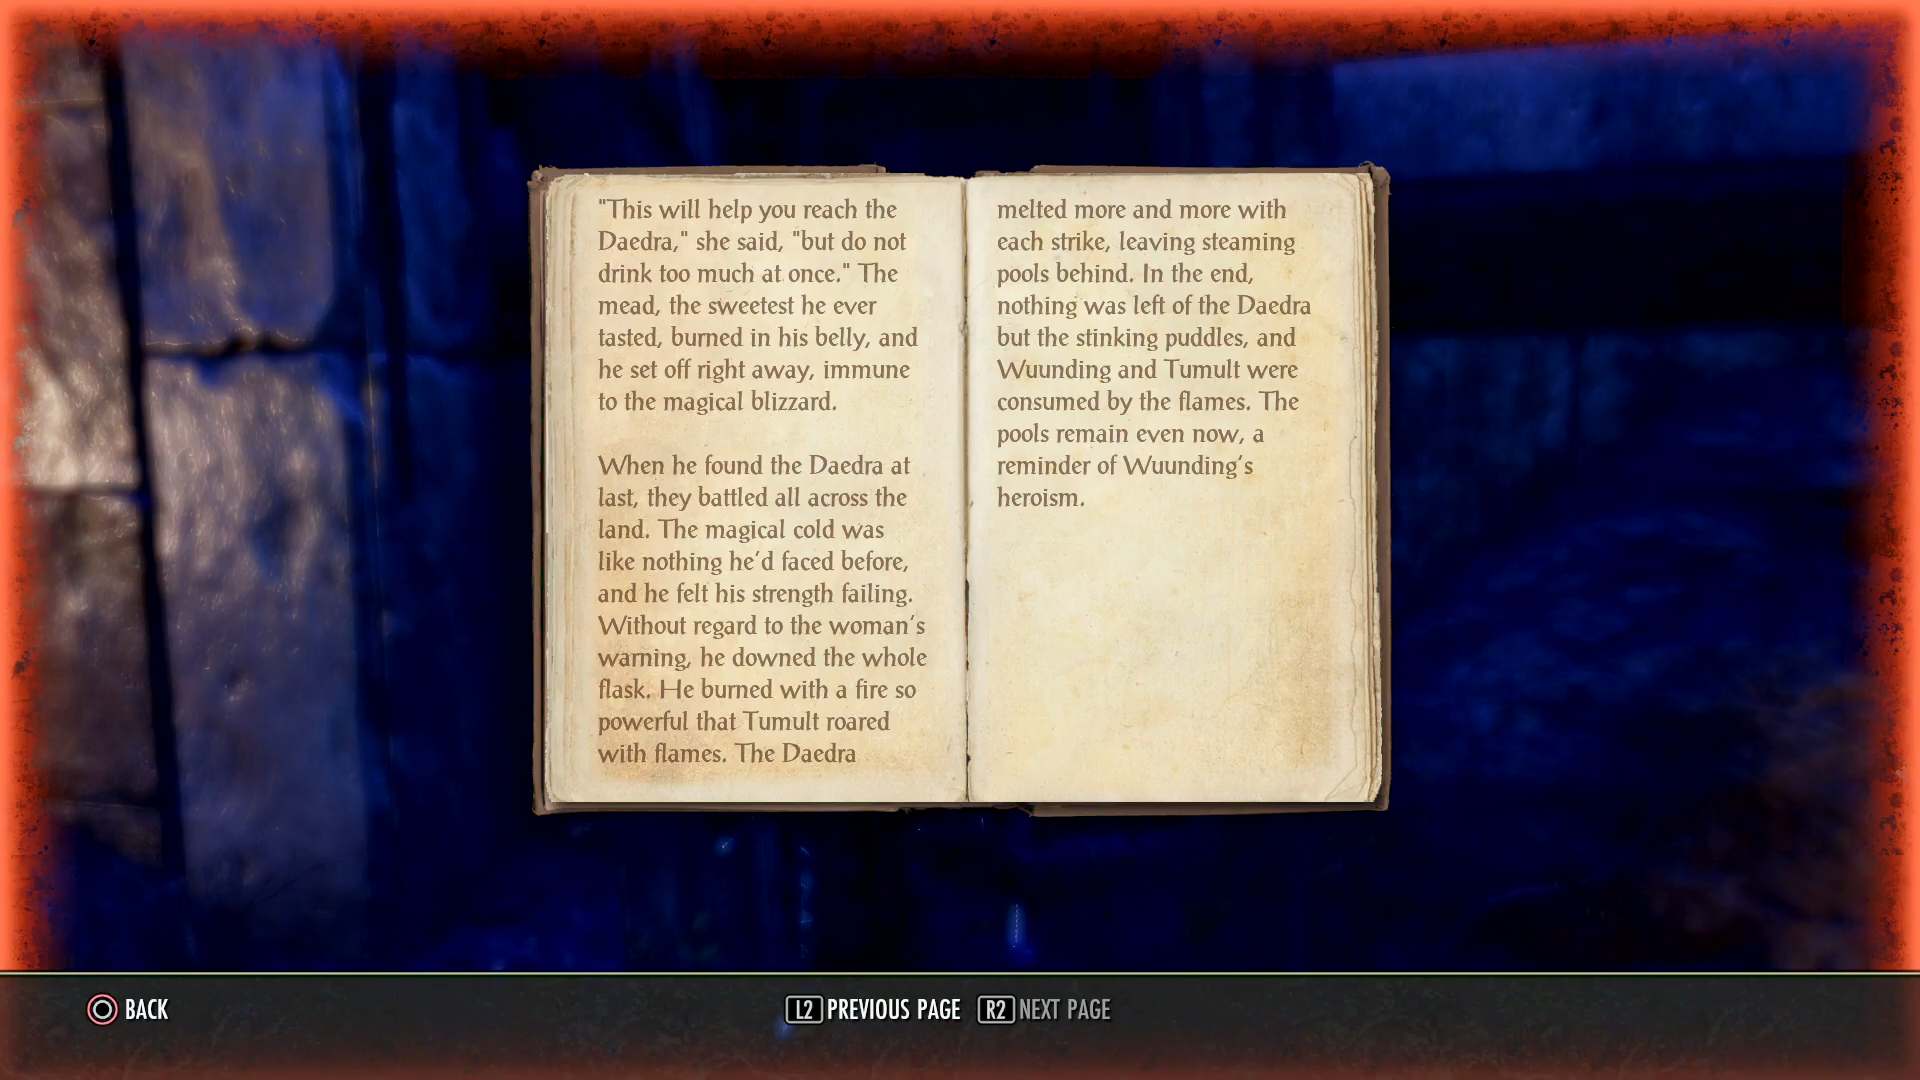 "This will help you reach the
Daedra," she said, "but do not
drink too much at once." The
mead, the sweetest he ever
tasted, burned in his belly, and
he set off right away, immune
to the magical blizzard.
When he found the Daedra at
last, they battled all across the
land. The magical cold was
like nothing he'd faced before,
and he felt his strength failing.
Without regard to the woman's
warning, he downed the whole
flask. He burned with a fire so
powerful that Tumult roared
with flames. The Daedra
melted more and more with
each strike, leaving steaming
pools behind. In the end,
nothing was left of the Daedra
but the stinking puddles, and
Wuunding and Tumult were
consumed by the flames. The
pools remain even now, a
reminder of Wuunding's
heroism.
BACK
L2 PREVIOUS PAGE R2 NEXT PAGE